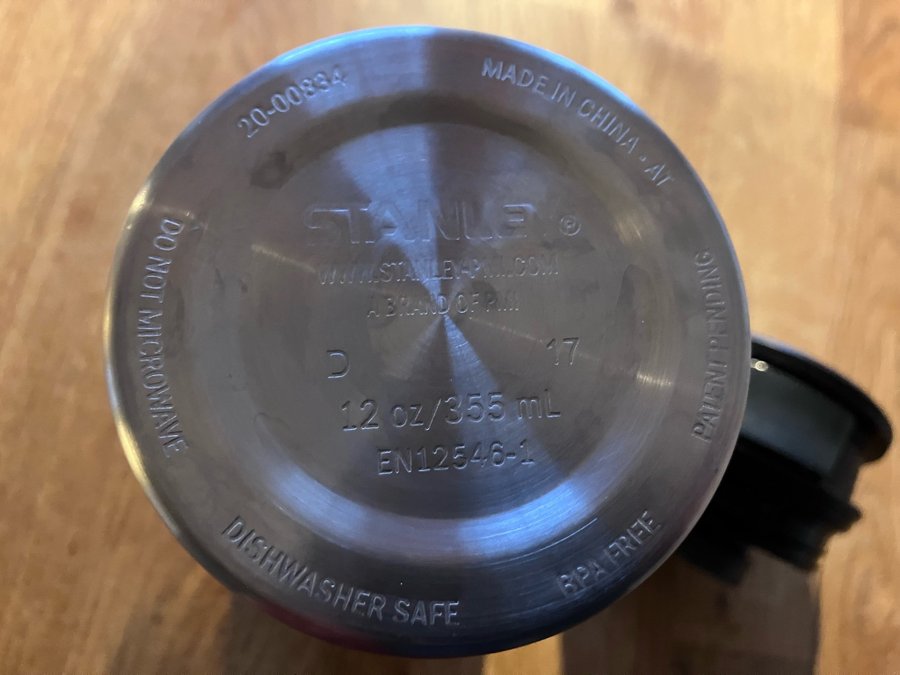 STANLEY®
WWW.STANLEY-PMI.COM
A BRAND OF PMI
D 17
12 oz/355 mL
EN12546-1
20-00834
MADE IN CHINA - AT
PATENT PENDING
BPA FREE
DISHWASHER SAFE
DO NOT MICROWAVE